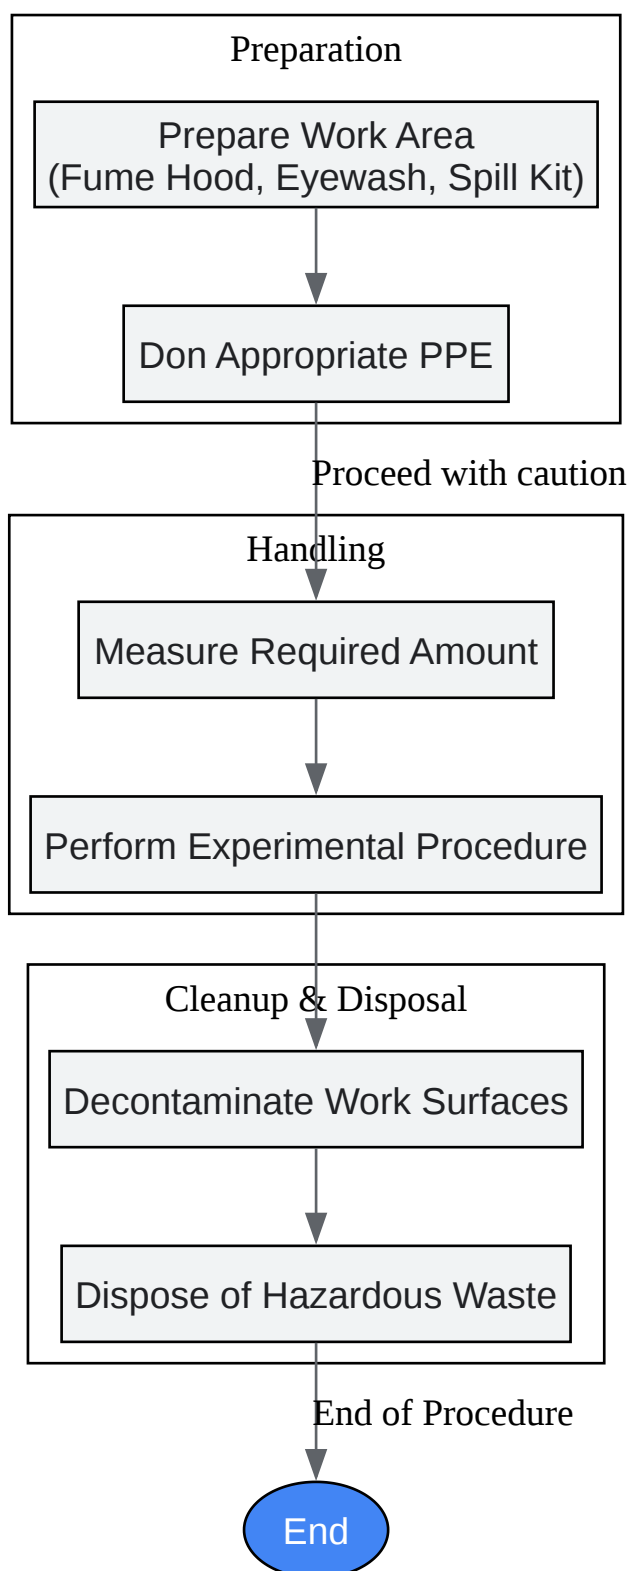 Preparation
Prepare Work Area
(Fume Hood, Eyewash, Spill Kit)
Don Appropriate PPE
Proceed with caution
Handling
Measure Required Amount
Perform Experimental Procedure
Cleanup & Disposal
Decontaminate Work Surfaces
Dispose of Hazardous Waste
End of Procedure
End